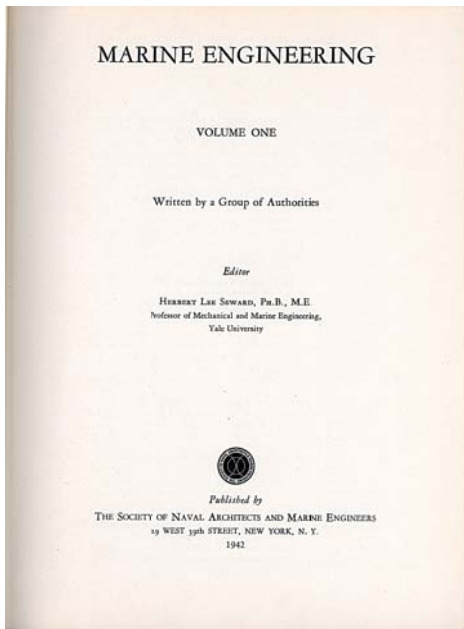 MARINE ENGINEERING
VOLUME ONE
Written by a Group of Authorities
Editor
HERBERT LEE SEWARD, PH.B., M.E.
Professor of Mechanical and Marine Engineering,
Yale University
Published by
THE SOCIETY OF NAVAL ARCHITECTS AND MARINE ENGINEERS
29 WEST 39th STREET, NEW YORK, N. Y.
1942